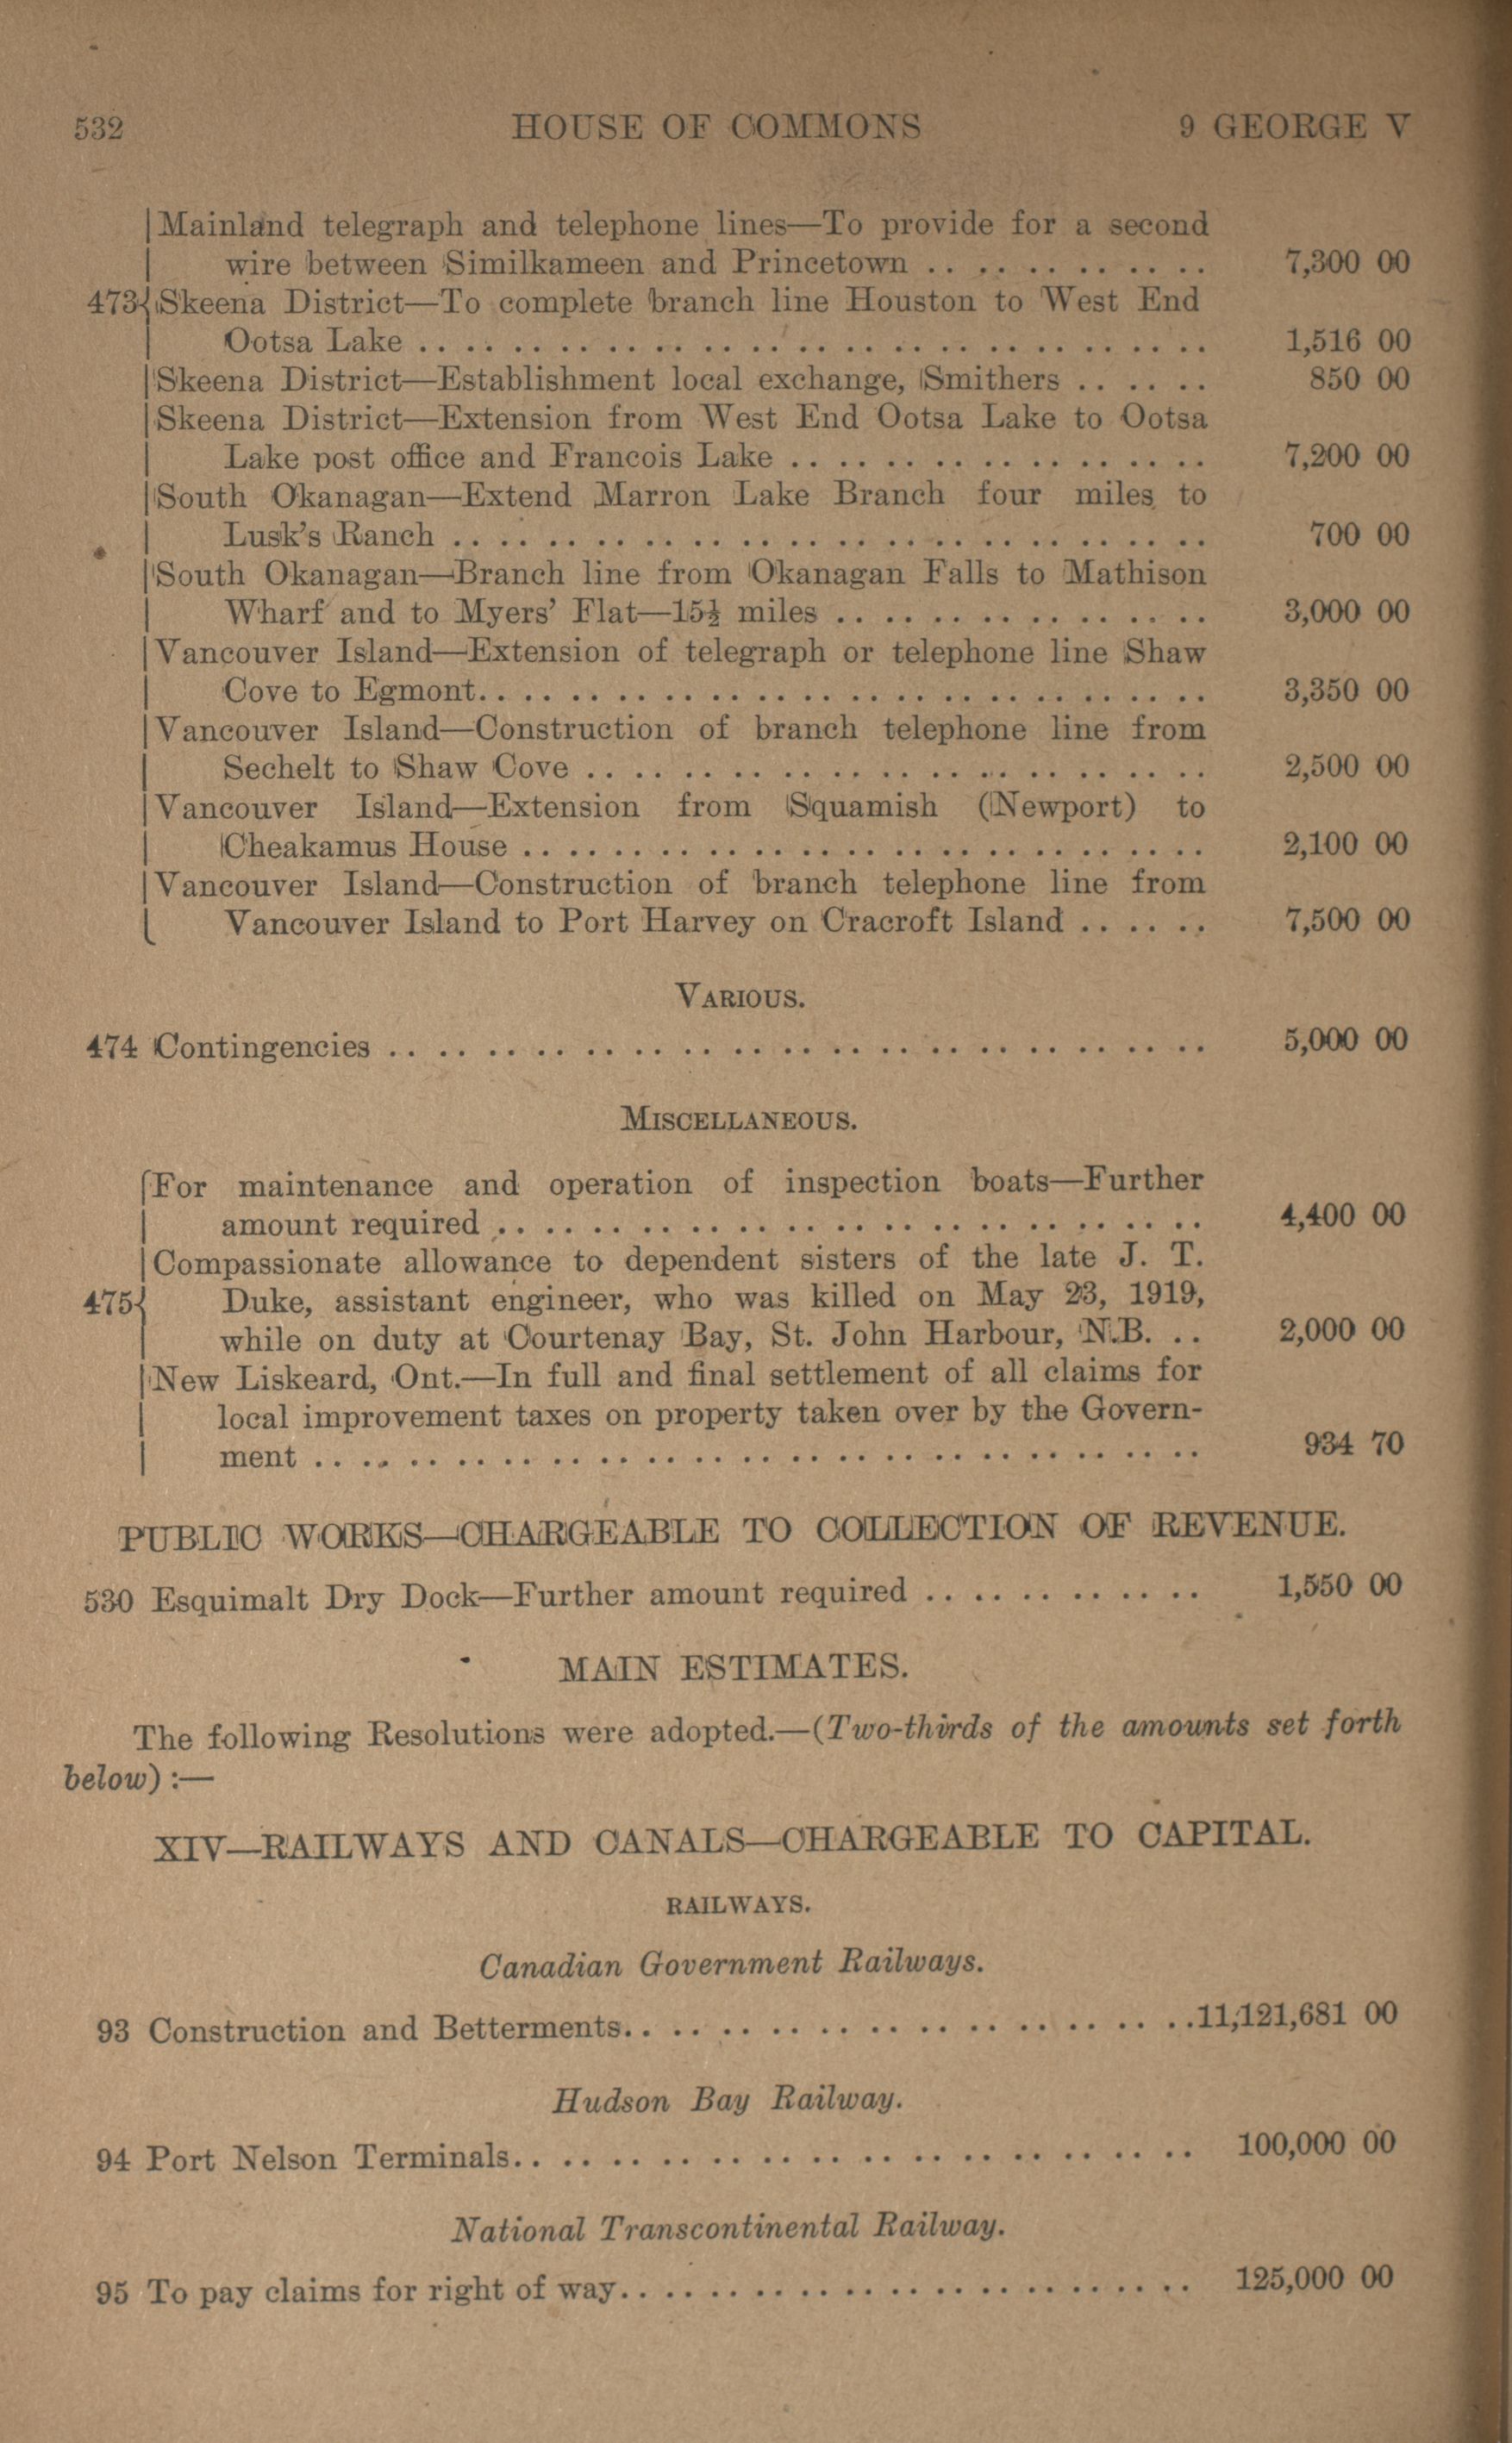 532 HOUSE OF COMMONS 9 GEORGE V
Mainland telegraph and telephone lines—To provide for a second
wire between Similkameen and Princetown .. .. .. .. .. .. 7,300 00
473 Skeena District—To complete branch line Houston to West End
Ootsa Lake .. .. .. .. .. .. .. .. .. .. .. .. .. .. .. .. .. 1,516 00
Skeena District—Establishment local exchange, Smithers .. .. .. 850 00
Skeena District—Extension from West End Ootsa Lake to Ootsa
Lake post office and Francois Lake .. .. .. .. .. .. .. .. .. 7,200 00
South Okanagan—Extend Marron Lake Branch four miles to
Lusk's Ranch .. .. .. .. .. .. .. .. .. .. .. .. .. .. .. .. 700 00
South Okanagan—Branch line from Okanagan Falls to Mathison
Wharf and to Myers' Flat—15½ miles .. .. .. .. .. .. .. .. 3,000 00
Vancouver Island—Extension of telegraph or telephone line Shaw
Cove to Egmont.. .. .. .. .. .. .. .. .. .. .. .. .. .. .. .. 3,350 00
Vancouver Island—Construction of branch telephone line from
Sechelt to Shaw Cove .. .. .. .. .. .. .. .. .. .. .. .. .. 2,500 00
Vancouver Island—Extension from Squamish (Newport) to
Cheakamus House .. .. .. .. .. .. .. .. .. .. .. .. .. .. .. 2,100 00
Vancouver Island—Construction of branch telephone line from
Vancouver Island to Port Harvey on Cracroft Island .. .. .. 7,500 00
VARIOUS.
474 Contingencies .. .. .. .. .. .. .. .. .. .. .. .. .. .. .. .. .. 5,000 00
MISCELLANEOUS.
For maintenance and operation of inspection boats—Further
amount required .. .. .. .. .. .. .. .. .. .. .. .. .. .. .. 4,400 00
Compassionate allowance to dependent sisters of the late J. T.
475 Duke, assistant engineer, who was killed on May 23, 1919,
while on duty at Courtenay Bay, St. John Harbour, N.B. .. 2,000 00
New Liskeard, Ont.—In full and final settlement of all claims for
local improvement taxes on property taken over by the Govern-
ment .. .. .. .. .. .. .. .. .. .. .. .. .. .. .. .. .. .. .. 934 70
PUBLIC WORKS—CHARGEABLE TO COLLECTION OF REVENUE.
530 Esquimalt Dry Dock—Further amount required .. .. .. .. .. .. 1,550 00
MAIN ESTIMATES.
The following Resolutions were adopted.—(Two-thirds of the amounts set forth
below) :—
XIV—RAILWAYS AND CANALS—CHARGEABLE TO CAPITAL.
RAILWAYS.
Canadian Government Railways.
93 Construction and Betterments.. .. .. .. .. .. .. .. .. .. .. .. 11,121,681 00
Hudson Bay Railway.
94 Port Nelson Terminals.. .. .. .. .. .. .. .. .. .. .. .. .. .. 100,000 00
National Transcontinental Railway.
95 To pay claims for right of way.. .. .. .. .. .. .. .. .. .. .. .. 125,000 00